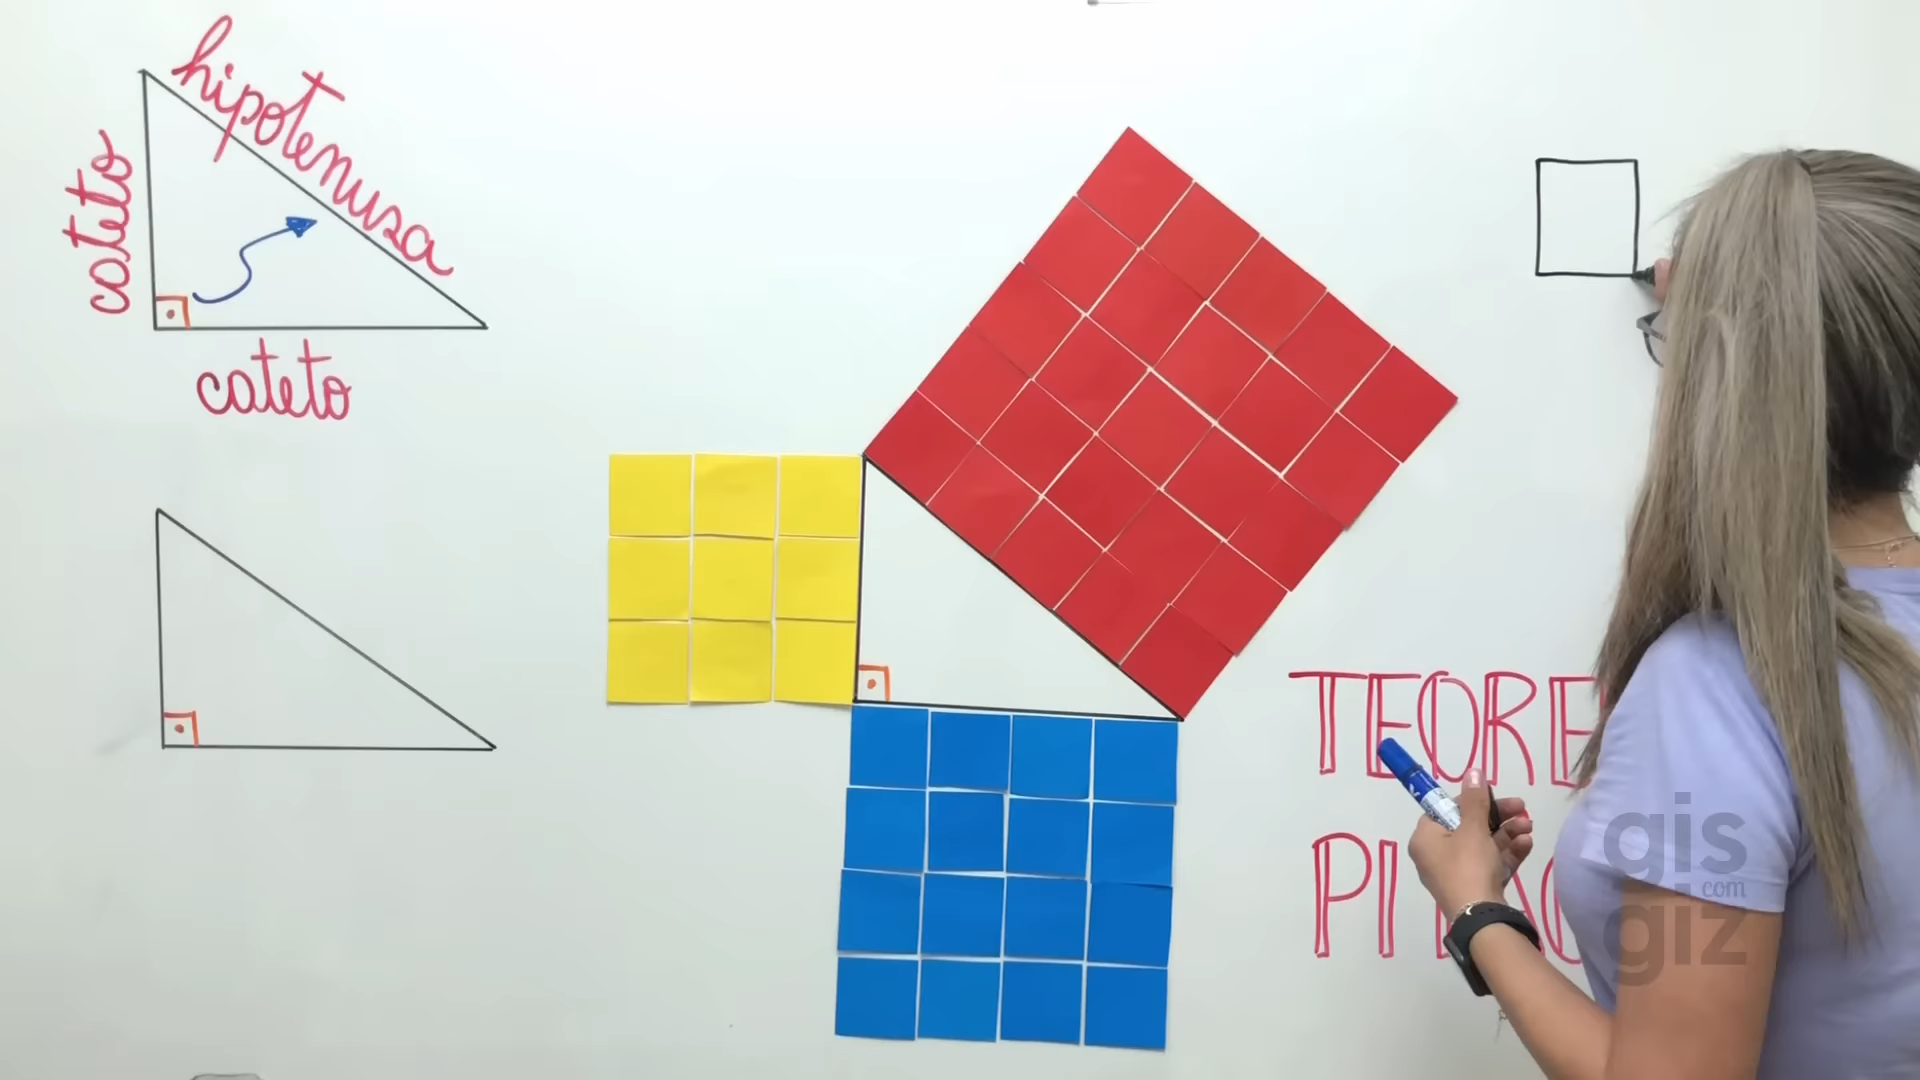 hipotenusa
cateto
cateto
TEORE
PI
gis
com
giz